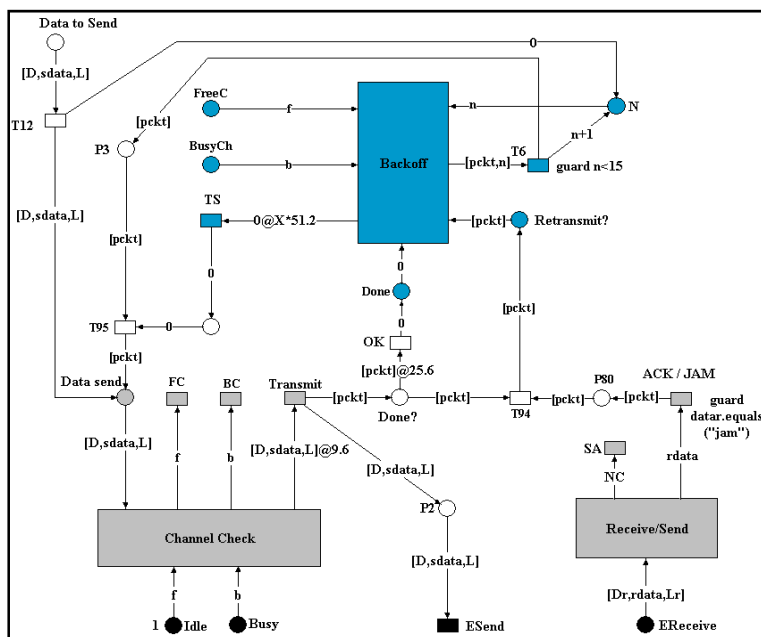 Data to Send
0
[D,sdata,L]
FreeC
f
n
N
T12
[pckt]
n+1
P3
BusyCh
b
Backoff
T6
[pckt,n]
guard n<15
[D,sdata,L]
TS
0@X*51.2
[pckt]
Retransmit?
[pckt]
0
0
Done
[pckt]
T95
0
0
OK
[pckt]
[pckt]@25.6
Data send
FC
BC
Transmit
[pckt]
Done?
[pckt]
T94
[pckt]
P80
[pckt]
ACK / JAM
guard
datar.equals
("jam")
[D,sdata,L]
f
b
[D,sdata,L]@9.6
[D,sdata,L]
SA
NC
rdata
P2
Channel Check
Receive/Send
[D,sdata,L]
f
b
[Dr,rdata,Lr]
1
Idle
Busy
ESend
EReceive